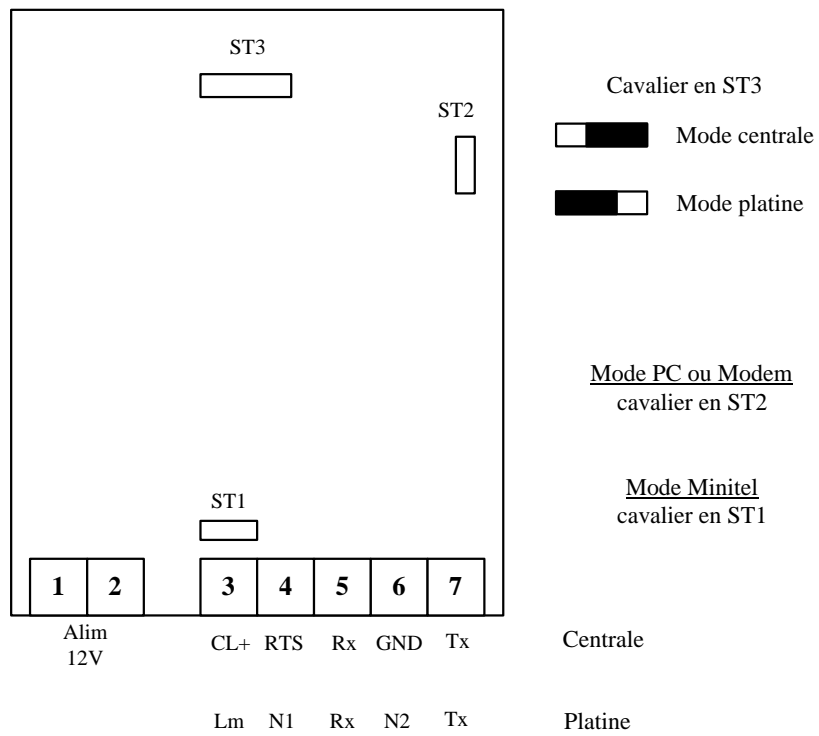 ST3
Cavalier en ST3
ST2
Mode centrale
Mode platine
Mode PC ou Modem
cavalier en ST2
ST1
Mode Minitel
cavalier en ST1
1 2 3 4 5 6 7
Alim
12V
CL+ RTS Rx GND Tx Centrale
Lm N1 Rx N2 Tx Platine